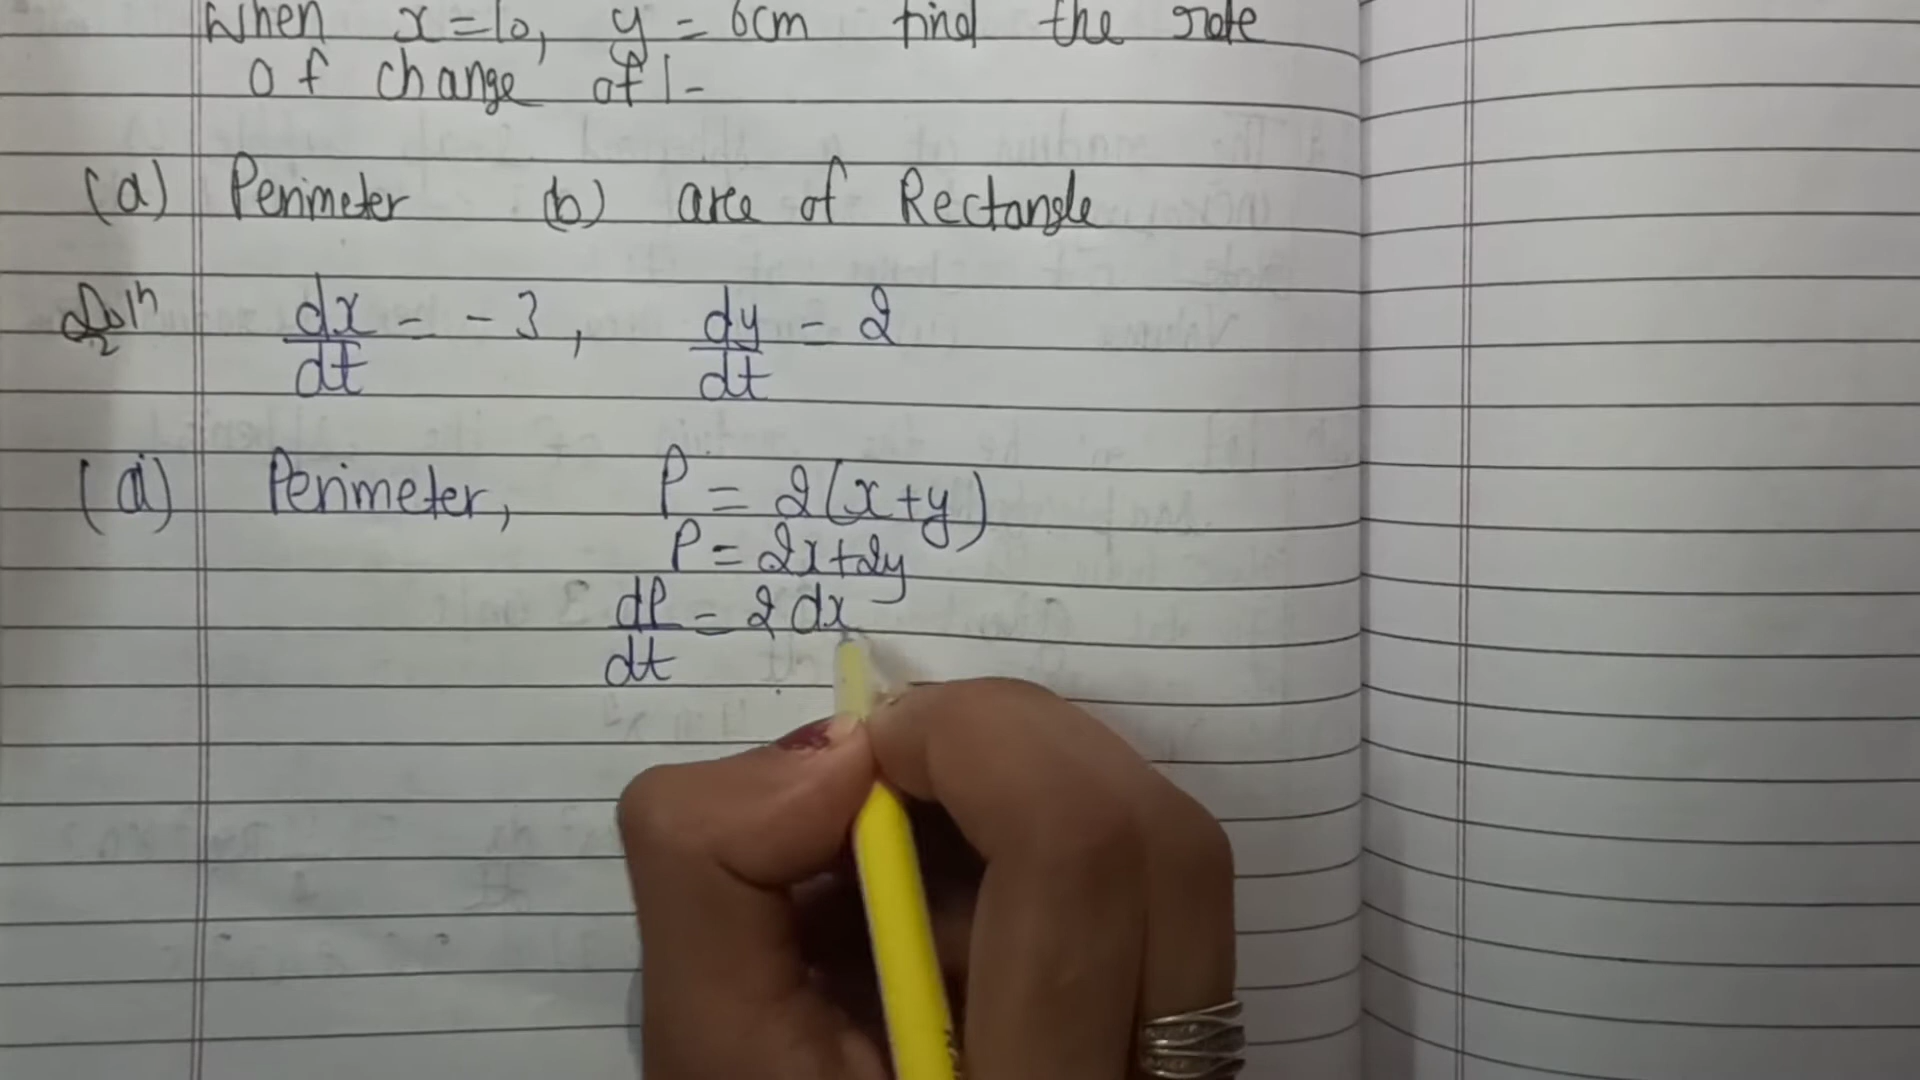 When x=10, y = 6cm find the rate
of change of :-
(a) Perimeter (b) area of Rectangle
Soln dx/dt = -3, dy/dt = 2
(a) Perimeter, P = 2(x+y)
P = 2x+2y
dP/dt = 2 dx